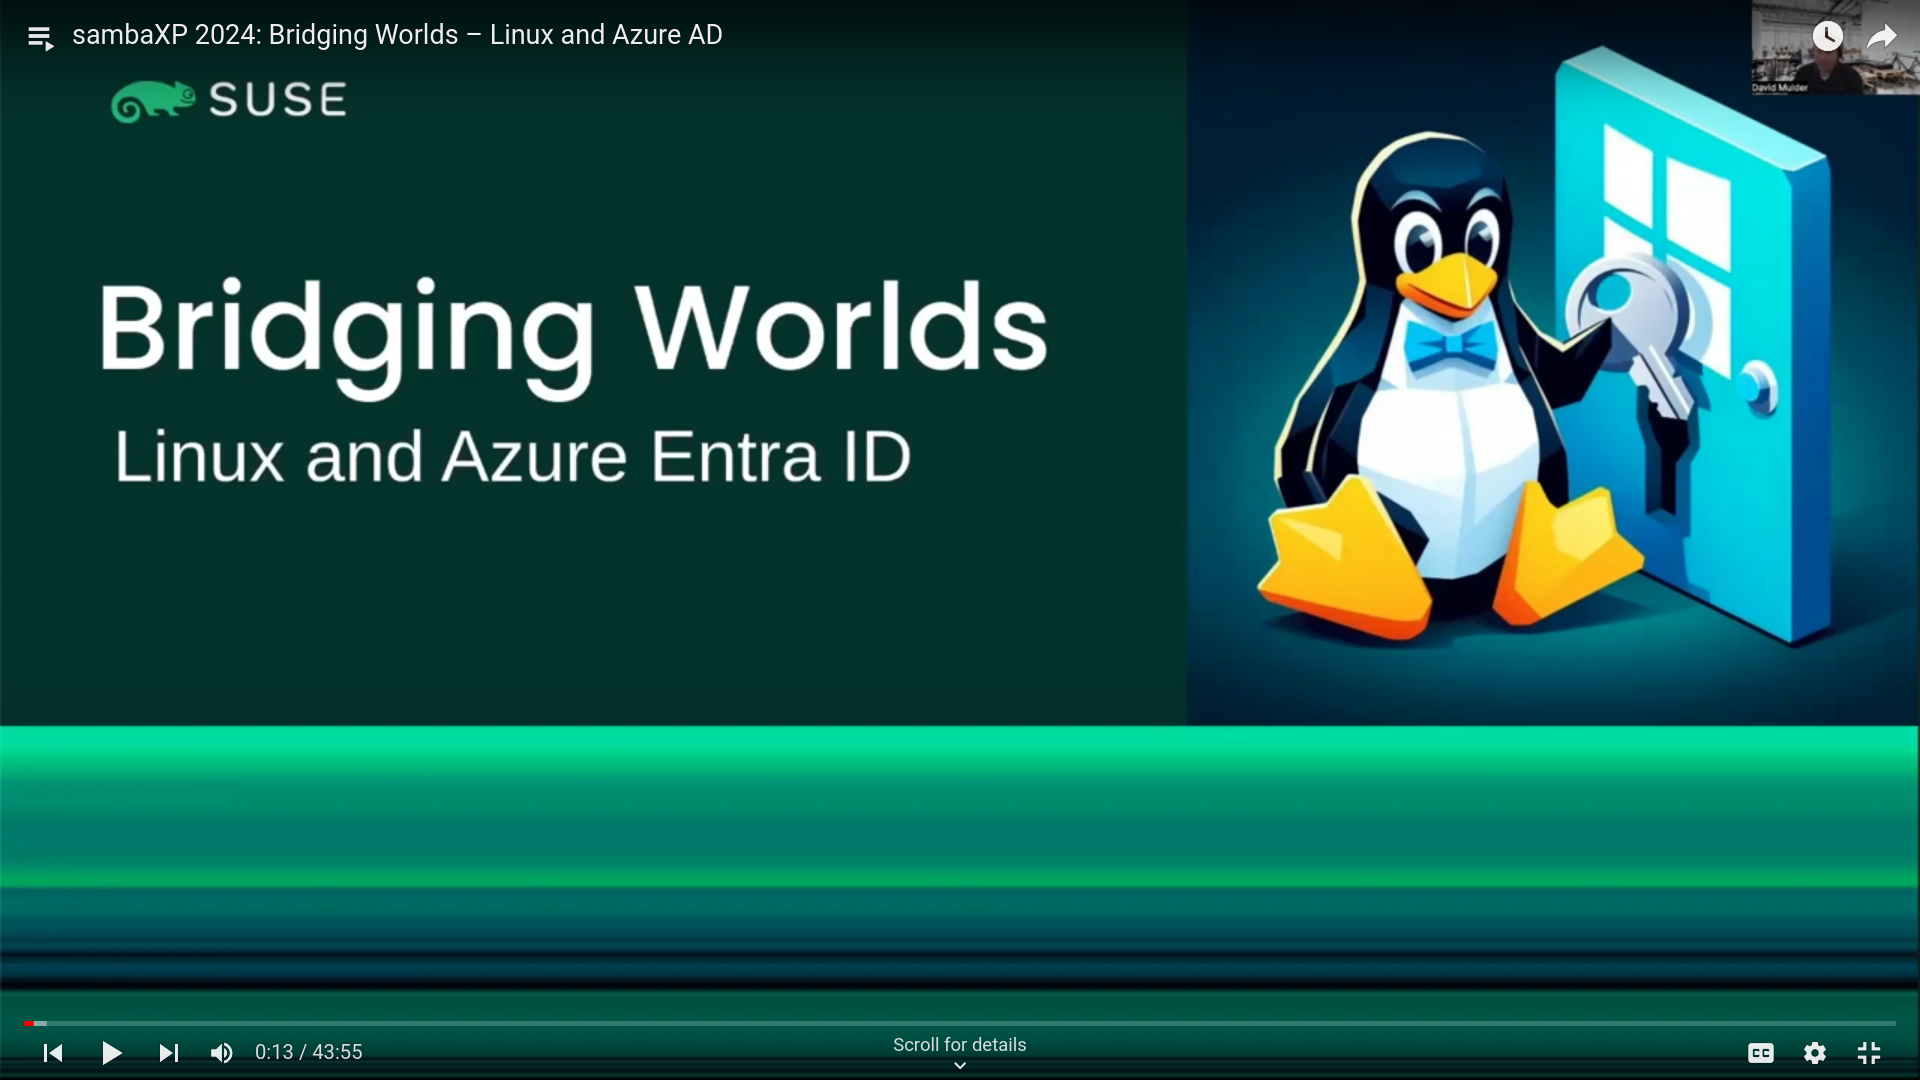 sambaXP 2024: Bridging Worlds – Linux and Azure AD
David Mulder
SUSE
Bridging Worlds
Linux and Azure Entra ID
Scroll for details
0:13 / 43:55
CC